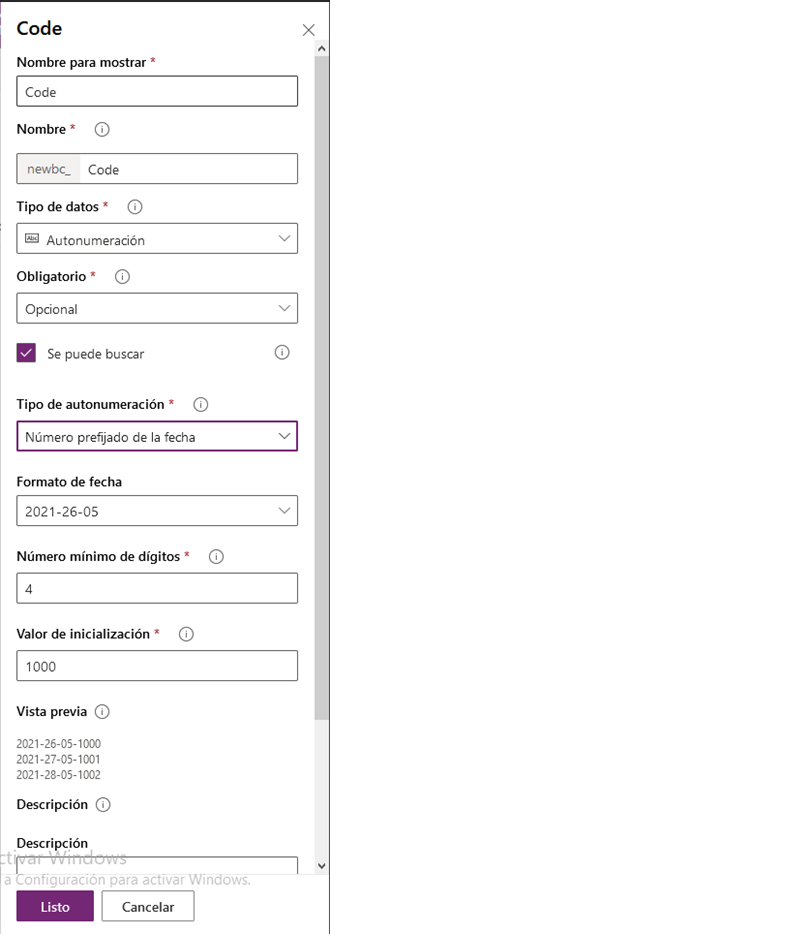 Code
Nombre para mostrar *
Code
Nombre *
newbc_ Code
Tipo de datos *
Abc Autonumeración
Obligatorio *
Opcional
Se puede buscar
Tipo de autonumeración *
Número prefijado de la fecha
Formato de fecha
2021-26-05
Número mínimo de dígitos *
4
Valor de inicialización *
1000
Vista previa
2021-26-05-1000
2021-27-05-1001
2021-28-05-1002
Descripción
Descripción
ctivar Windows
a Configuración para activar Windows.
Listo Cancelar